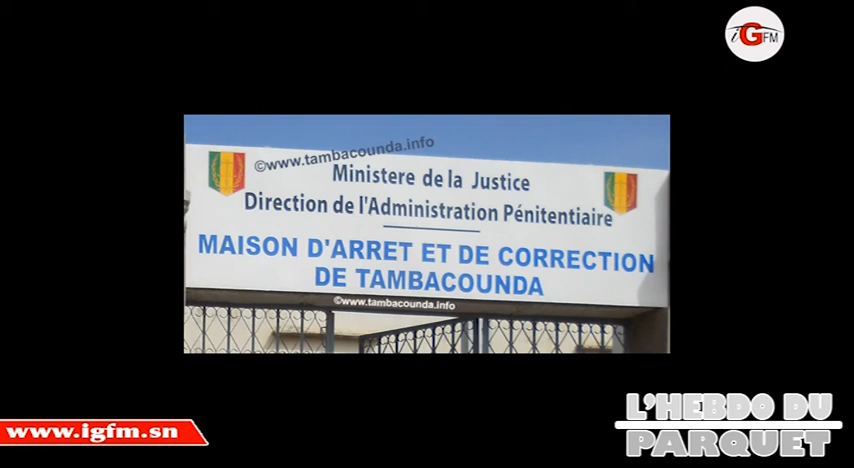 iGFM
©www.tambacounda.info
Ministere de la Justice
Direction de l'Administration Pénitentiaire
MAISON D'ARRET ET DE CORRECTION
DE TAMBACOUNDA
©www.tambacounda.info
www.igfm.sn
L'HEBDO DU
PARQUET